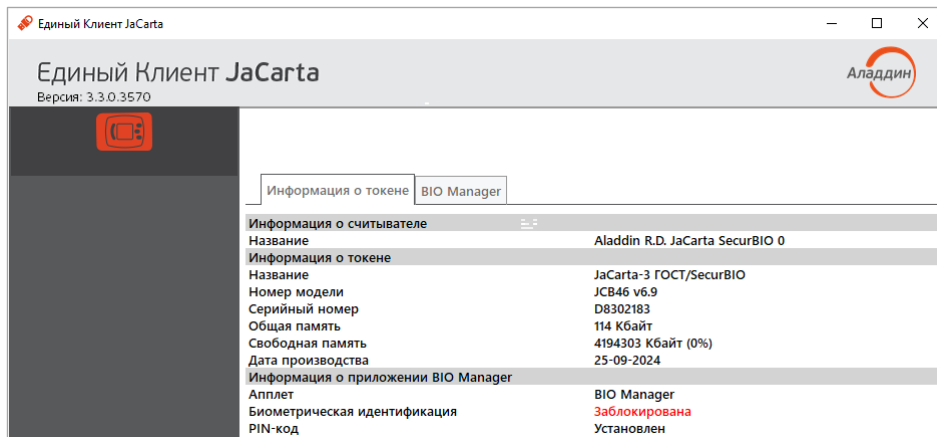 Единый Клиент JaCarta
Единый Клиент JaCarta
Версия: 3.3.0.3570
Аладдин
Информация о токене BIO Manager
Информация о считывателе
Название Aladdin R.D. JaCarta SecurBIO 0
Информация о токене
Название JaCarta-3 ГОСТ/SecurBIO
Номер модели JCB46 v6.9
Серийный номер D8302183
Общая память 114 Кбайт
Свободная память 4194303 Кбайт (0%)
Дата производства 25-09-2024
Информация о приложении BIO Manager
Апплет BIO Manager
Биометрическая идентификация Заблокирована
PIN-код Установлен